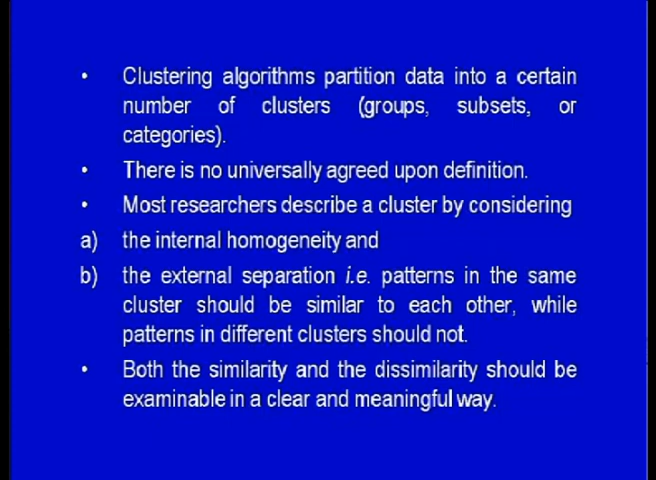 • Clustering algorithms partition data into a certain
number of clusters (groups, subsets, or
categories).
• There is no universally agreed upon definition.
• Most researchers describe a cluster by considering
a) the internal homogeneity and
b) the external separation i.e. patterns in the same
cluster should be similar to each other, while
patterns in different clusters should not.
• Both the similarity and the dissimilarity should be
examinable in a clear and meaningful way.